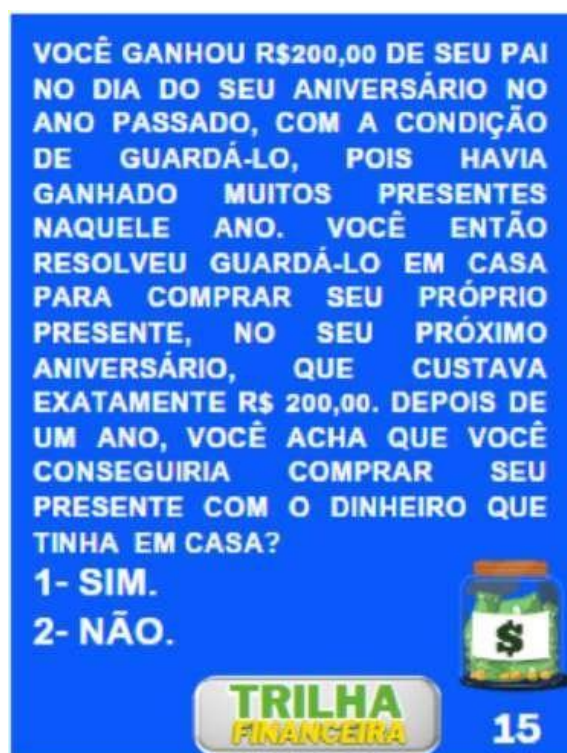 VOCÊ GANHOU R$200,00 DE SEU PAI
NO DIA DO SEU ANIVERSÁRIO NO
ANO PASSADO, COM A CONDIÇÃO
DE GUARDÁ-LO, POIS HAVIA
GANHADO MUITOS PRESENTES
NAQUELE ANO. VOCÊ ENTÃO
RESOLVEU GUARDÁ-LO EM CASA
PARA COMPRAR SEU PRÓPRIO
PRESENTE, NO SEU PRÓXIMO
ANIVERSÁRIO, QUE CUSTAVA
EXATAMENTE R$ 200,00. DEPOIS DE
UM ANO, VOCÊ ACHA QUE VOCÊ
CONSEGUIRIA COMPRAR SEU
PRESENTE COM O DINHEIRO QUE
TINHA EM CASA?
1- SIM.
2- NÃO.
$
TRILHA
FINANCEIRA
15